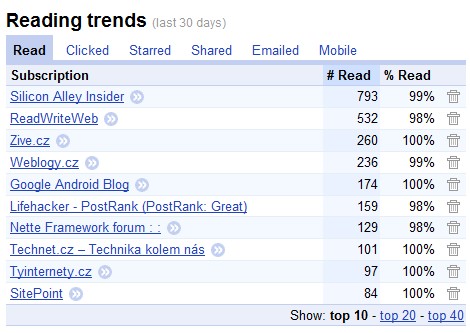 Reading trends (last 30 days)
Read Clicked Starred Shared Emailed Mobile
Subscription # Read % Read
Silicon Alley Insider 793 99%
ReadWriteWeb 532 98%
Zive.cz 260 100%
Weblogy.cz 236 99%
Google Android Blog 174 100%
Lifehacker - PostRank (PostRank: Great) 159 98%
Nette Framework forum : : 129 98%
Technet.cz – Technika kolem nás 101 100%
Tyinternety.cz 97 100%
SitePoint 84 100%
Show: top 10 - top 20 - top 40